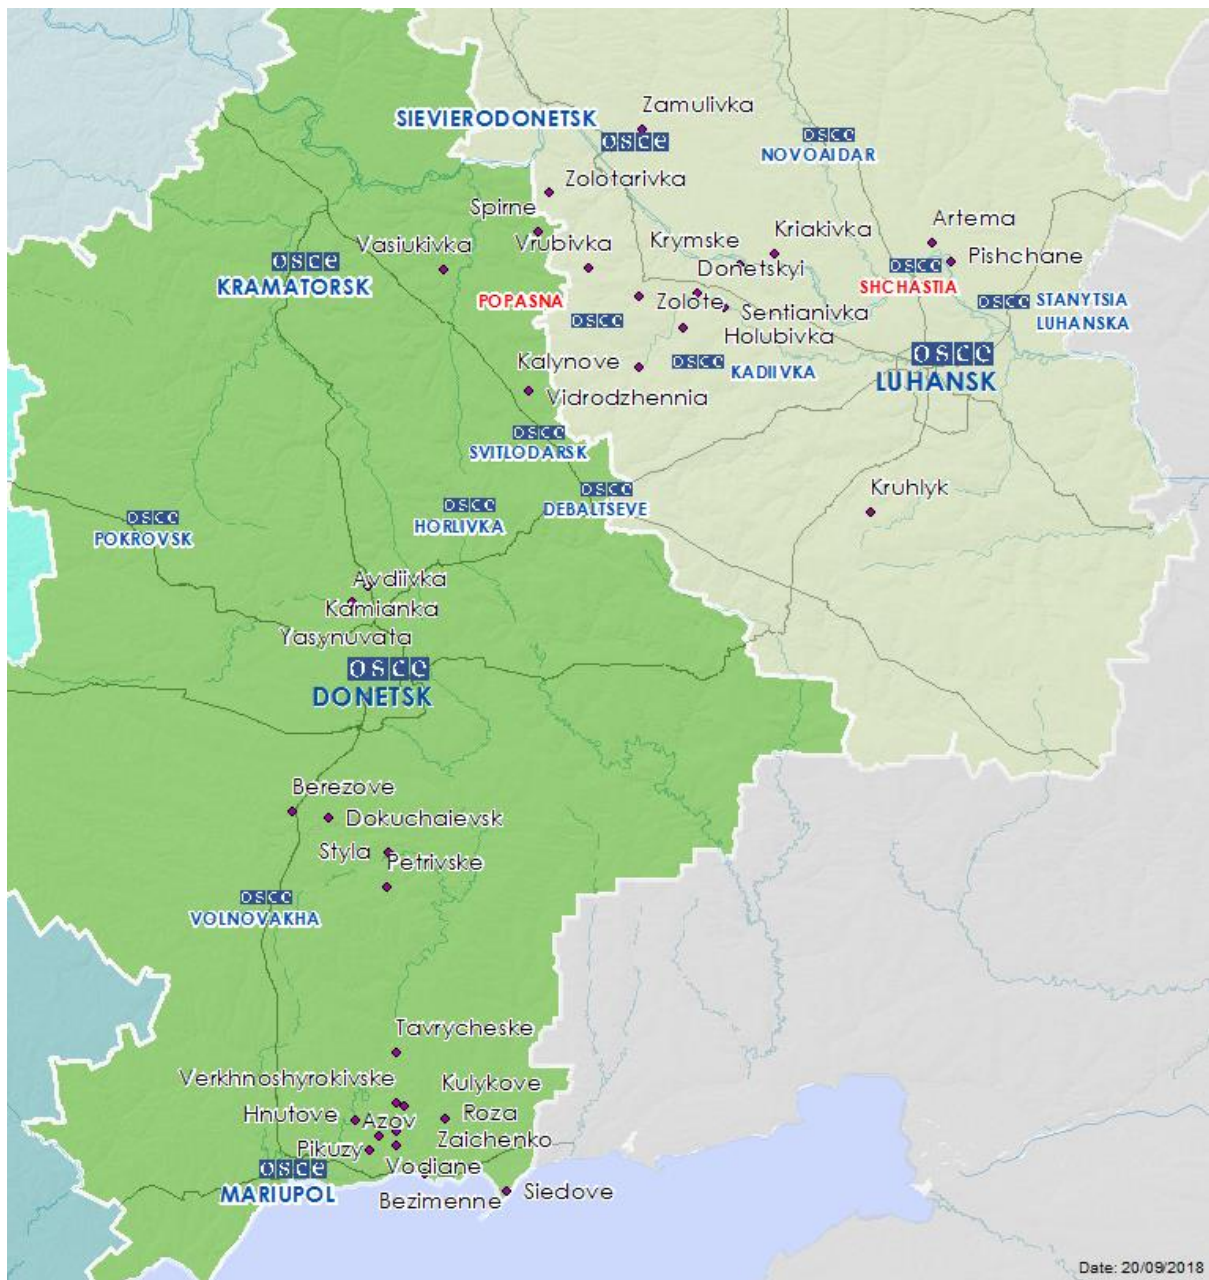 Zamulivka
SIEVIERODONETSK
osce
osce
NOVOAIDAR
Zolotarivka
Spirne
Artema
Vrubivka
Krymske
Kriakivka
Vasiukivka
Pishchane
osce
KRAMATORSK
Donetskyi
osce
SHCHASTIA
POPASNA
osce
Zolote
Sentianivka
osce
STANYTSIA
LUHANSKA
Holubivka
Kalynove
osce
KADIIVKA
osce
LUHANSK
Vidrodzhennia
osce
SVITLODARSK
Kruhlyk
osce
DEBALTSEVE
osce
HORLIVKA
osce
POKROVSK
Avdiivka
Kamianka
Yasynuvata
osce
DONETSK
Berezove
Dokuchaievsk
Styla
Petrivske
osce
VOLNOVAKHA
Tavrycheske
Verkhnoshyrokivske
Kulykove
Hnutove
Azov
Roza
Zaichenko
Pikuzy
Vodiane
osce
MARIUPOL
Bezimenne
Siedove
Date: 20/09/2018